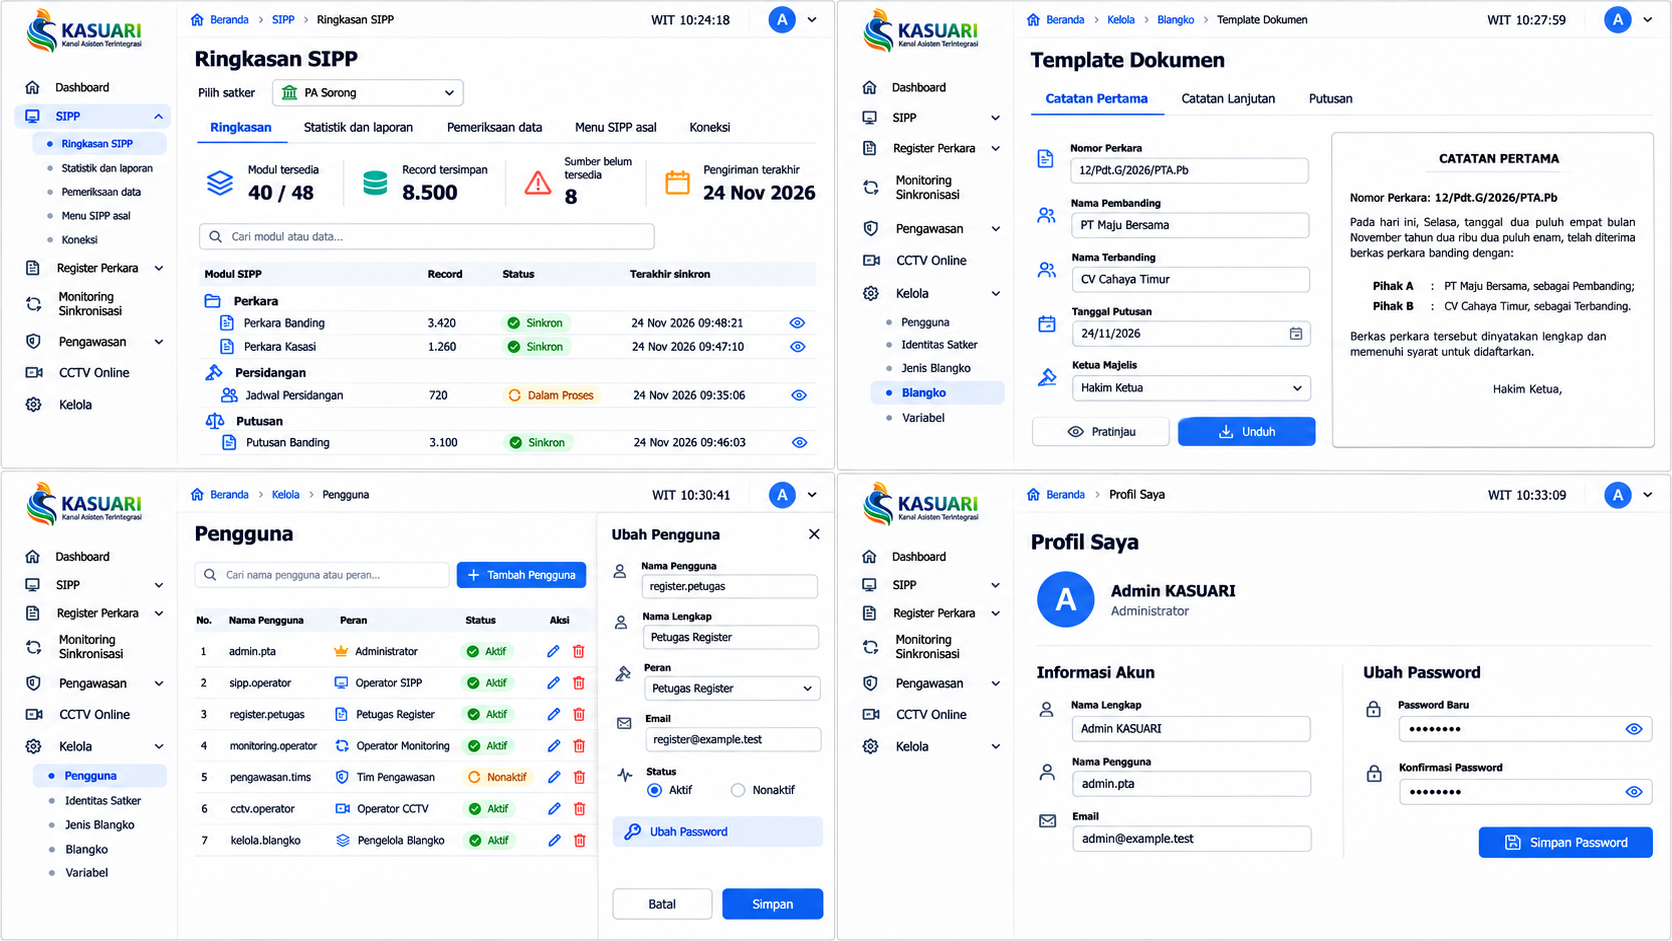 KASUARI
Kanal Asisten Terintegrasi
Beranda > SIPP > Ringkasan SIPP
WIT 10:24:18
A
Dashboard
SIPP
Ringkasan SIPP
Statistik dan laporan
Pemeriksaan data
Menu SIPP asal
Koneksi
Register Perkara
Monitoring
Sinkronisasi
Pengawasan
CCTV Online
Kelola
Ringkasan SIPP
Pilih satker
PA Sorong
Ringkasan Statistik dan laporan Pemeriksaan data Menu SIPP asal Koneksi
Modul tersedia
40 / 48
Record tersimpan
8.500
Sumber belum
tersedia
8
Pengiriman terakhir
24 Nov 2026
Cari modul atau data...
Modul SIPP Record Status Terakhir sinkron
Perkara
Perkara Banding 3.420 Sinkron 24 Nov 2026 09:48:21
Perkara Kasasi 1.260 Sinkron 24 Nov 2026 09:47:10
Persidangan
Jadwal Persidangan 720 Dalam Proses 24 Nov 2026 09:35:06
Putusan
Putusan Banding 3.100 Sinkron 24 Nov 2026 09:46:03
KASUARI
Kanal Asisten Terintegrasi
Beranda > Kelola > Blangko > Template Dokumen
WIT 10:27:59
A
Dashboard
SIPP
Register Perkara
Monitoring
Sinkronisasi
Pengawasan
CCTV Online
Kelola
Pengguna
Identitas Satker
Jenis Blangko
Blangko
Variabel
Template Dokumen
Catatan Pertama Catatan Lanjutan Putusan
Nomor Perkara
12/Pdt.G/2026/PTA.Pb
Nama Pembanding
PT Maju Bersama
Nama Terbanding
CV Cahaya Timur
Tanggal Putusan
24/11/2026
Ketua Majelis
Hakim Ketua
Pratinjau
Unduh
CATATAN PERTAMA
Nomor Perkara: 12/Pdt.G/2026/PTA.Pb
Pada hari ini, Selasa, tanggal dua puluh empat bulan
November tahun dua ribu dua puluh enam, telah diterima
berkas perkara banding dengan:
Pihak A : PT Maju Bersama, sebagai Pembanding;
Pihak B : CV Cahaya Timur, sebagai Terbanding.
Berkas perkara tersebut dinyatakan lengkap dan
memenuhi syarat untuk didaftarkan.
Hakim Ketua,
KASUARI
Kanal Asisten Terintegrasi
Beranda > Kelola > Pengguna
WIT 10:30:41
A
Dashboard
SIPP
Register Perkara
Monitoring
Sinkronisasi
Pengawasan
CCTV Online
Kelola
Pengguna
Identitas Satker
Jenis Blangko
Blangko
Variabel
Pengguna
Cari nama pengguna atau peran...
+ Tambah Pengguna
No. Nama Pengguna Peran Status Aksi
1 admin.pta Administrator Aktif
2 sipp.operator Operator SIPP Aktif
3 register.petugas Petugas Register Aktif
4 monitoring.operator Operator Monitoring Aktif
5 pengawasan.tims Tim Pengawasan Nonaktif
6 cctv.operator Operator CCTV Aktif
7 kelola.blangko Pengelola Blangko Aktif
Ubah Pengguna
Nama Pengguna
register.petugas
Nama Lengkap
Petugas Register
Peran
Petugas Register
Email
register@example.test
Status
Aktif Nonaktif
Ubah Password
Batal
Simpan
KASUARI
Kanal Asisten Terintegrasi
Beranda > Profil Saya
WIT 10:33:09
A
Dashboard
SIPP
Register Perkara
Monitoring
Sinkronisasi
Pengawasan
CCTV Online
Kelola
Profil Saya
A
Admin KASUARI
Administrator
Informasi Akun
Nama Lengkap
Admin KASUARI
Nama Pengguna
admin.pta
Email
admin@example.test
Ubah Password
Password Baru
••••••••
Konfirmasi Password
••••••••
Simpan Password